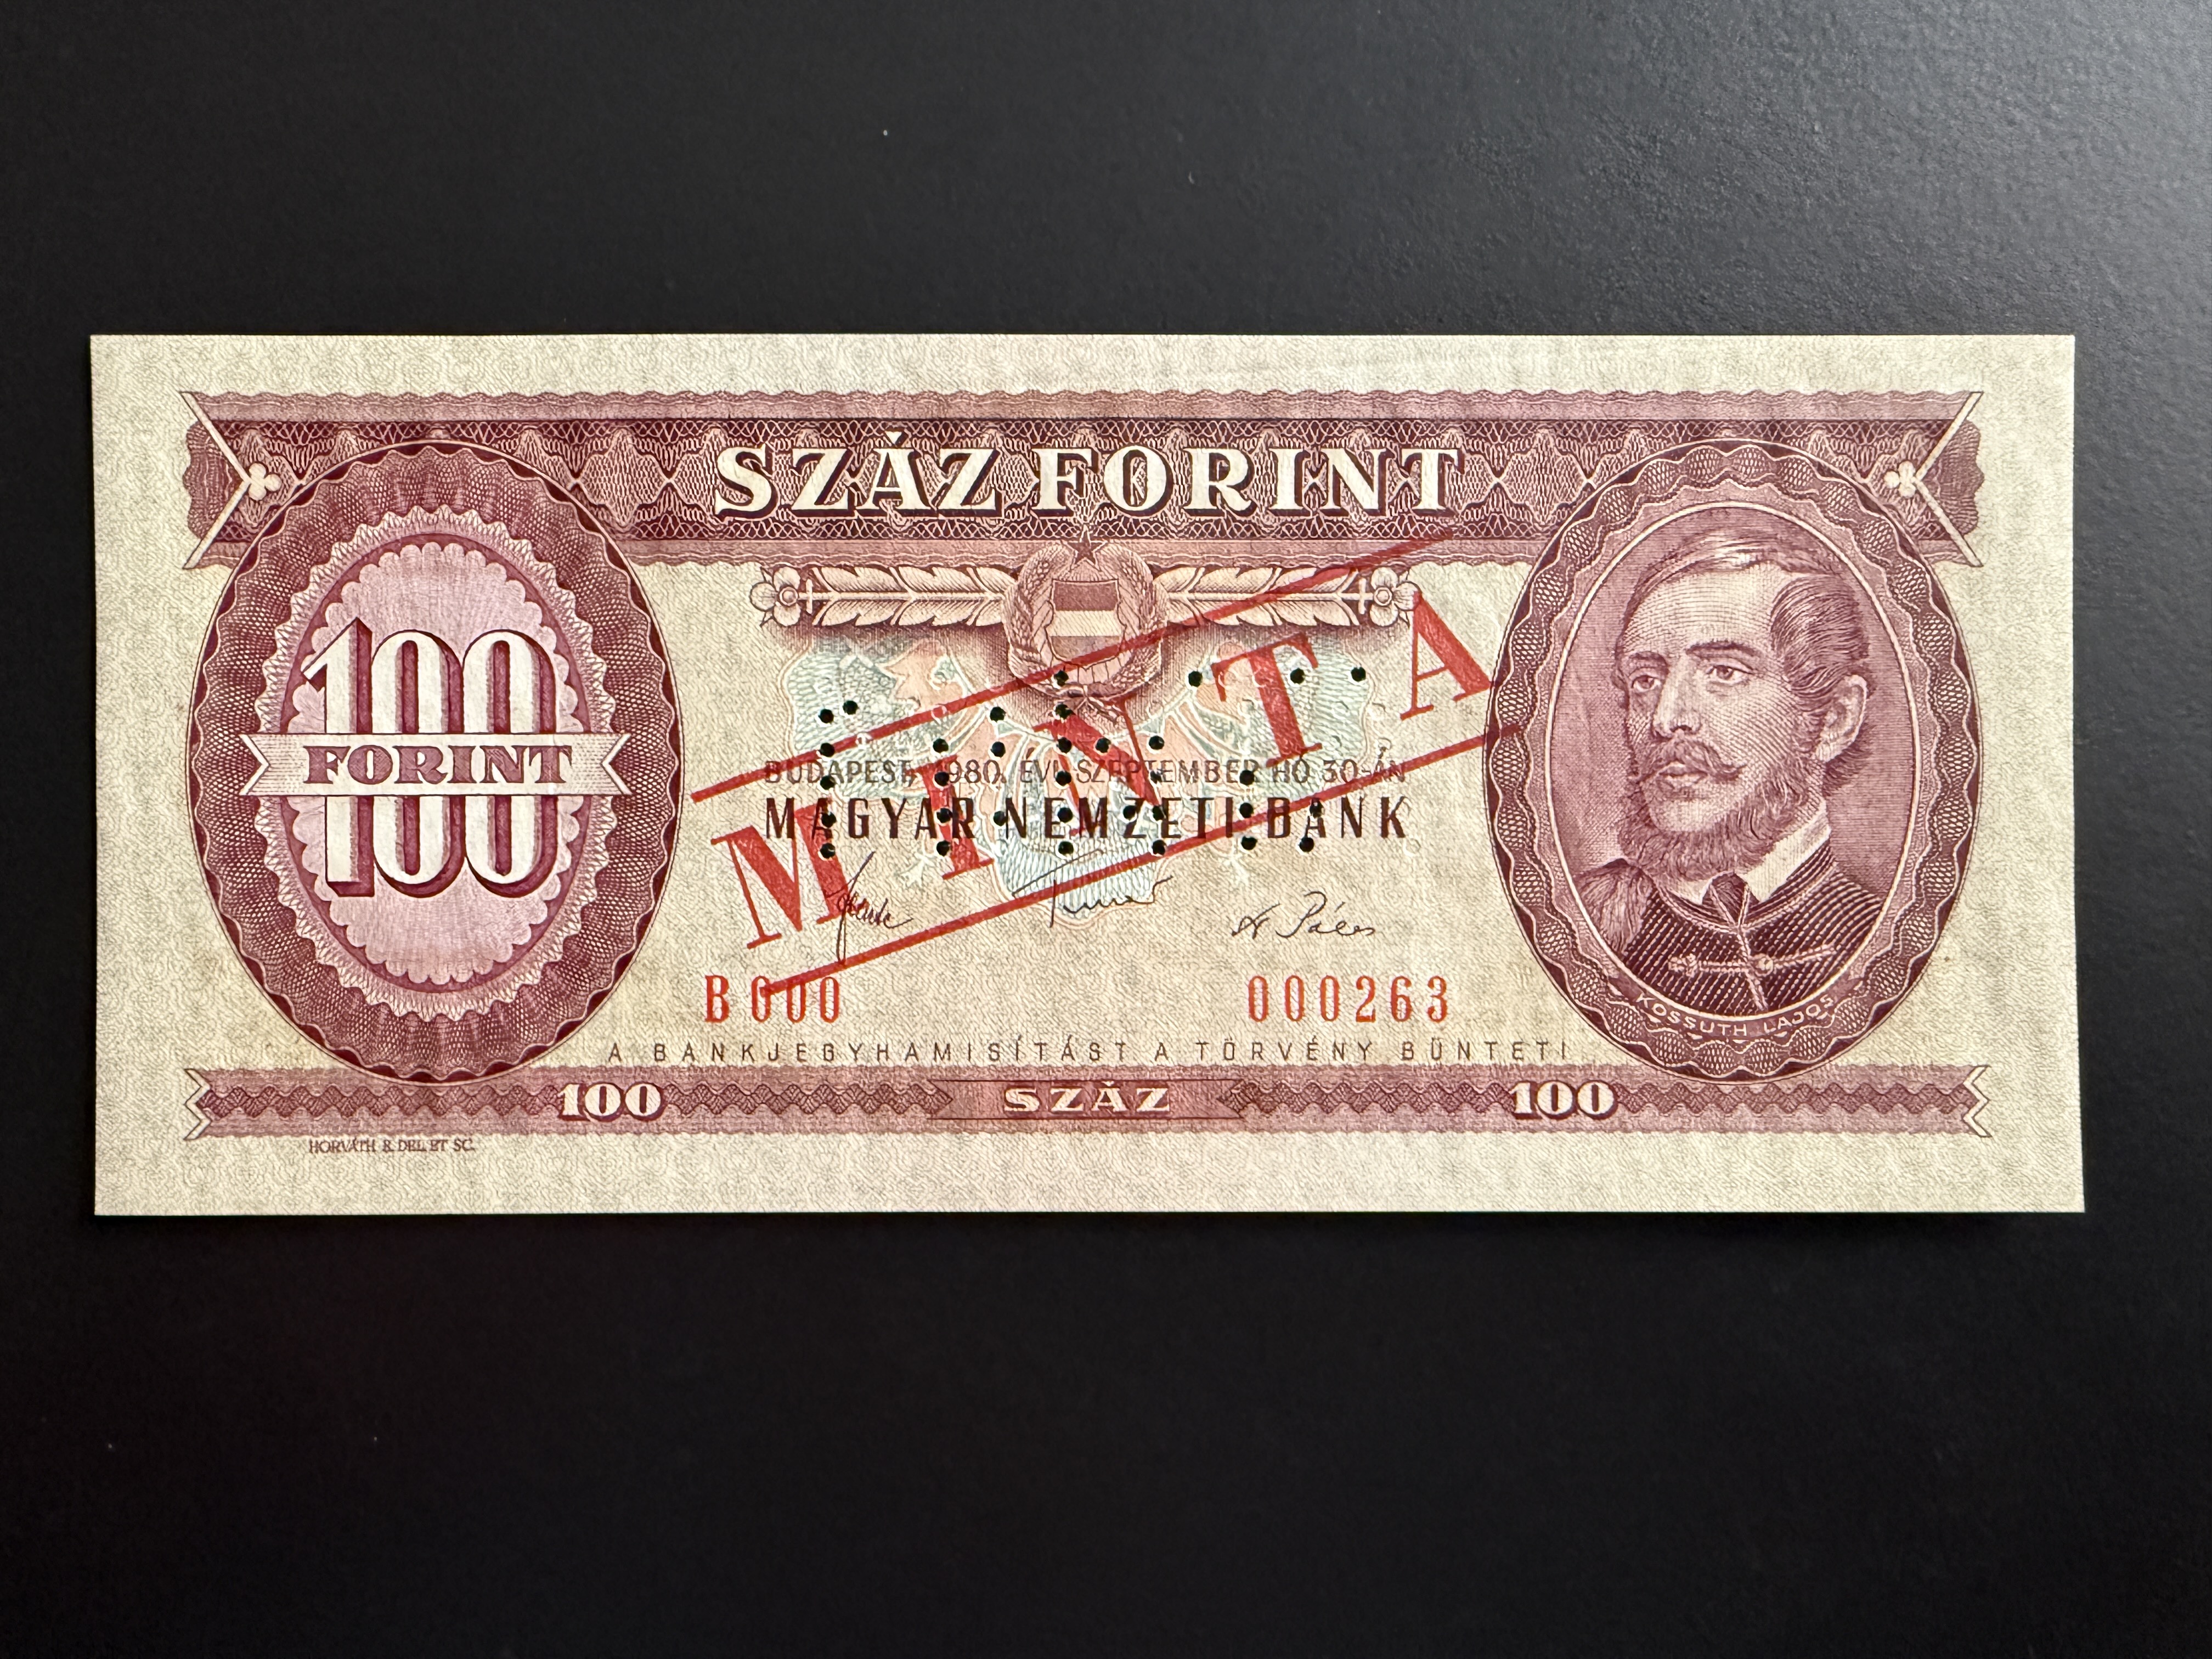 SZÁZ FORINT
100
FORINT
MINTA
BUDAPEST, 1980. ÉVI SZEPTEMBER HÓ 30-ÁN
MAGYAR NEMZETI BANK
B 000
000263
KOSSUTH LAJOS
A BANKJEGYHAMISÍTÁST A TÖRVÉNY BÜNTETI
100
SZÁZ
100
HORVÁTH E. DEL. ET SC.